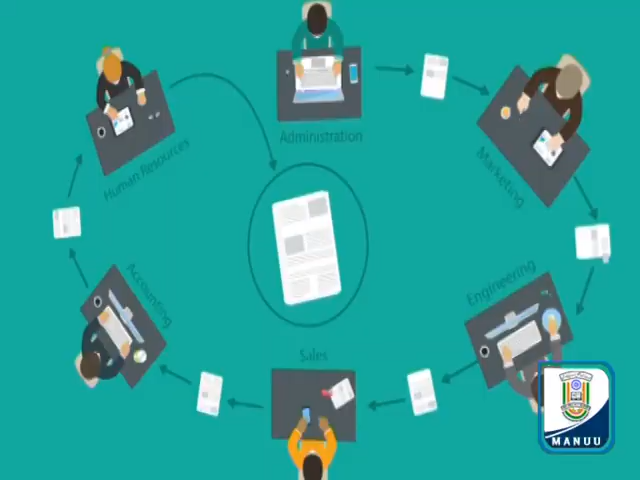 Administration
Human Resources
Marketing
Accounting
Engineering
Sales
MANUU